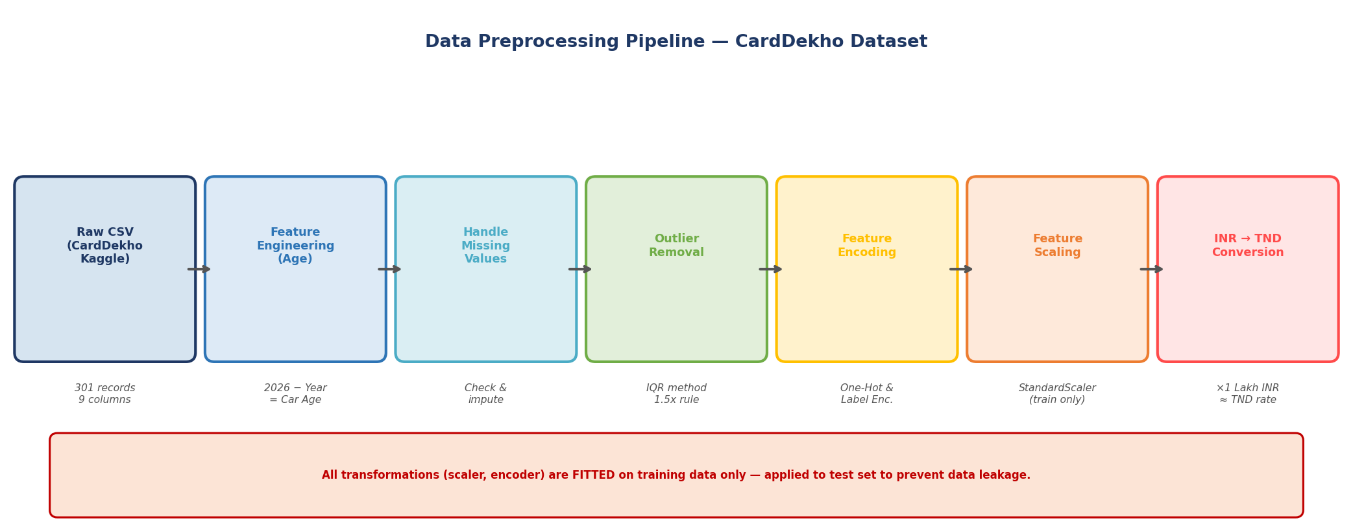 Data Preprocessing Pipeline — CardDekho Dataset
Raw CSV
(CardDekho
Kaggle)
Feature
Engineering
(Age)
Handle
Missing
Values
Outlier
Removal
Feature
Encoding
Feature
Scaling
INR → TND
Conversion
301 records
9 columns
2026 − Year
= Car Age
Check &
impute
IQR method
1.5x rule
One-Hot &
Label Enc.
StandardScaler
(train only)
×1 Lakh INR
≈ TND rate
All transformations (scaler, encoder) are FITTED on training data only — applied to test set to prevent data leakage.